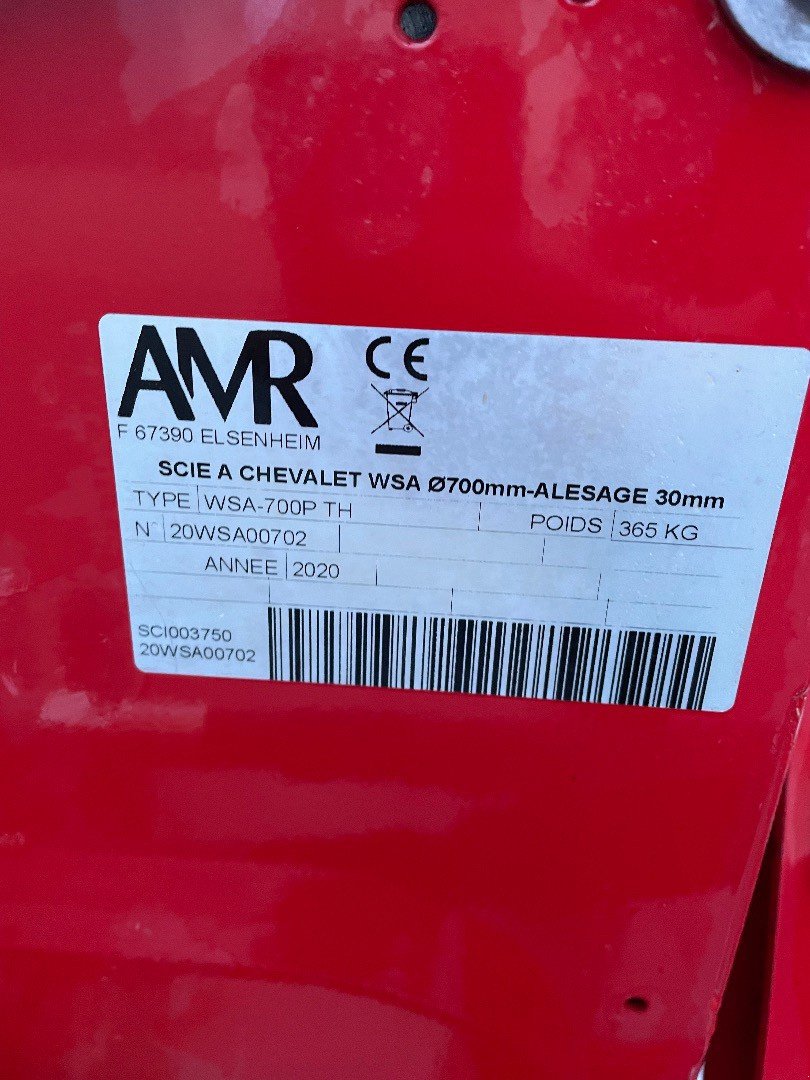 AMR
CE
F 67390 ELSENHEIM
SCIE A CHEVALET WSA Ø700mm-ALESAGE 30mm
TYPE WSA-700P TH POIDS 365 KG
N° 20WSA00702
ANNEE 2020
SCI003750
20WSA00702